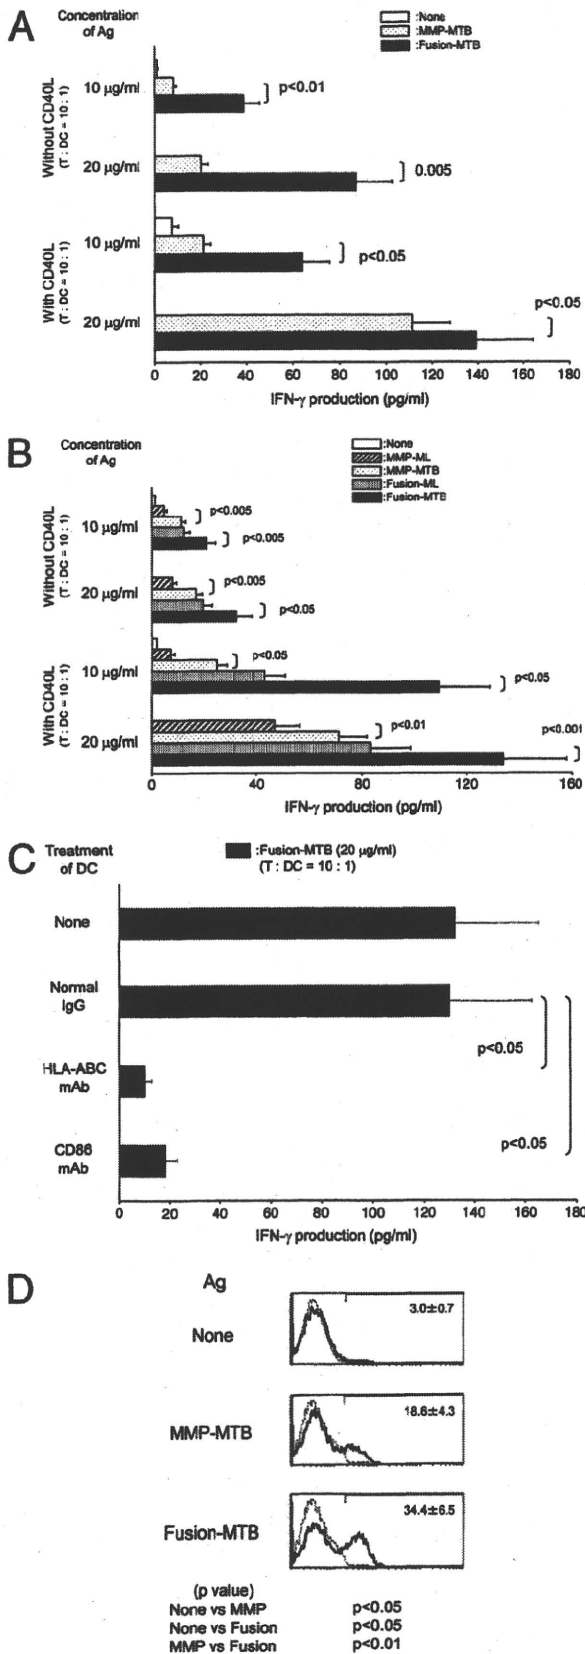 A
Concentration
of Ag
:None
:MMP-MTB
:Fusion-MTB
Without CD40L
(T : DC = 10 : 1)
10 µg/ml
p<0.01
20 µg/ml
0.005
With CD40L
(T : DC = 10 : 1)
10 µg/ml
p<0.05
20 µg/ml
p<0.05
0 20 40 60 80 100 120 140 160 180
IFN-γ production (pg/ml)
B
Concentration
of Ag
:None
:MMP-ML
:MMP-MTB
:Fusion-ML
:Fusion-MTB
Without CD40L
(T : DC = 10 : 1)
10 µg/ml
p<0.005
p<0.005
20 µg/ml
p<0.005
p<0.05
With CD40L
(T : DC = 10 : 1)
10 µg/ml
p<0.05
p<0.05
20 µg/ml
p<0.01
p<0.001
0 40 80 120 160
IFN-γ production (pg/ml)
C
Treatment
of DC
:Fusion-MTB (20 µg/ml)
(T : DC = 10 : 1)
None
Normal
IgG
p<0.05
HLA-ABC
mAb
p<0.05
CD86
mAb
0 20 40 60 80 100 120 140 160 180
IFN-γ production (pg/ml)
D
Ag
None
3.0±0.7
MMP-MTB
18.6±4.3
Fusion-MTB
34.4±6.5
(p value)
None vs MMP p<0.05
None vs Fusion p<0.05
MMP vs Fusion p<0.01